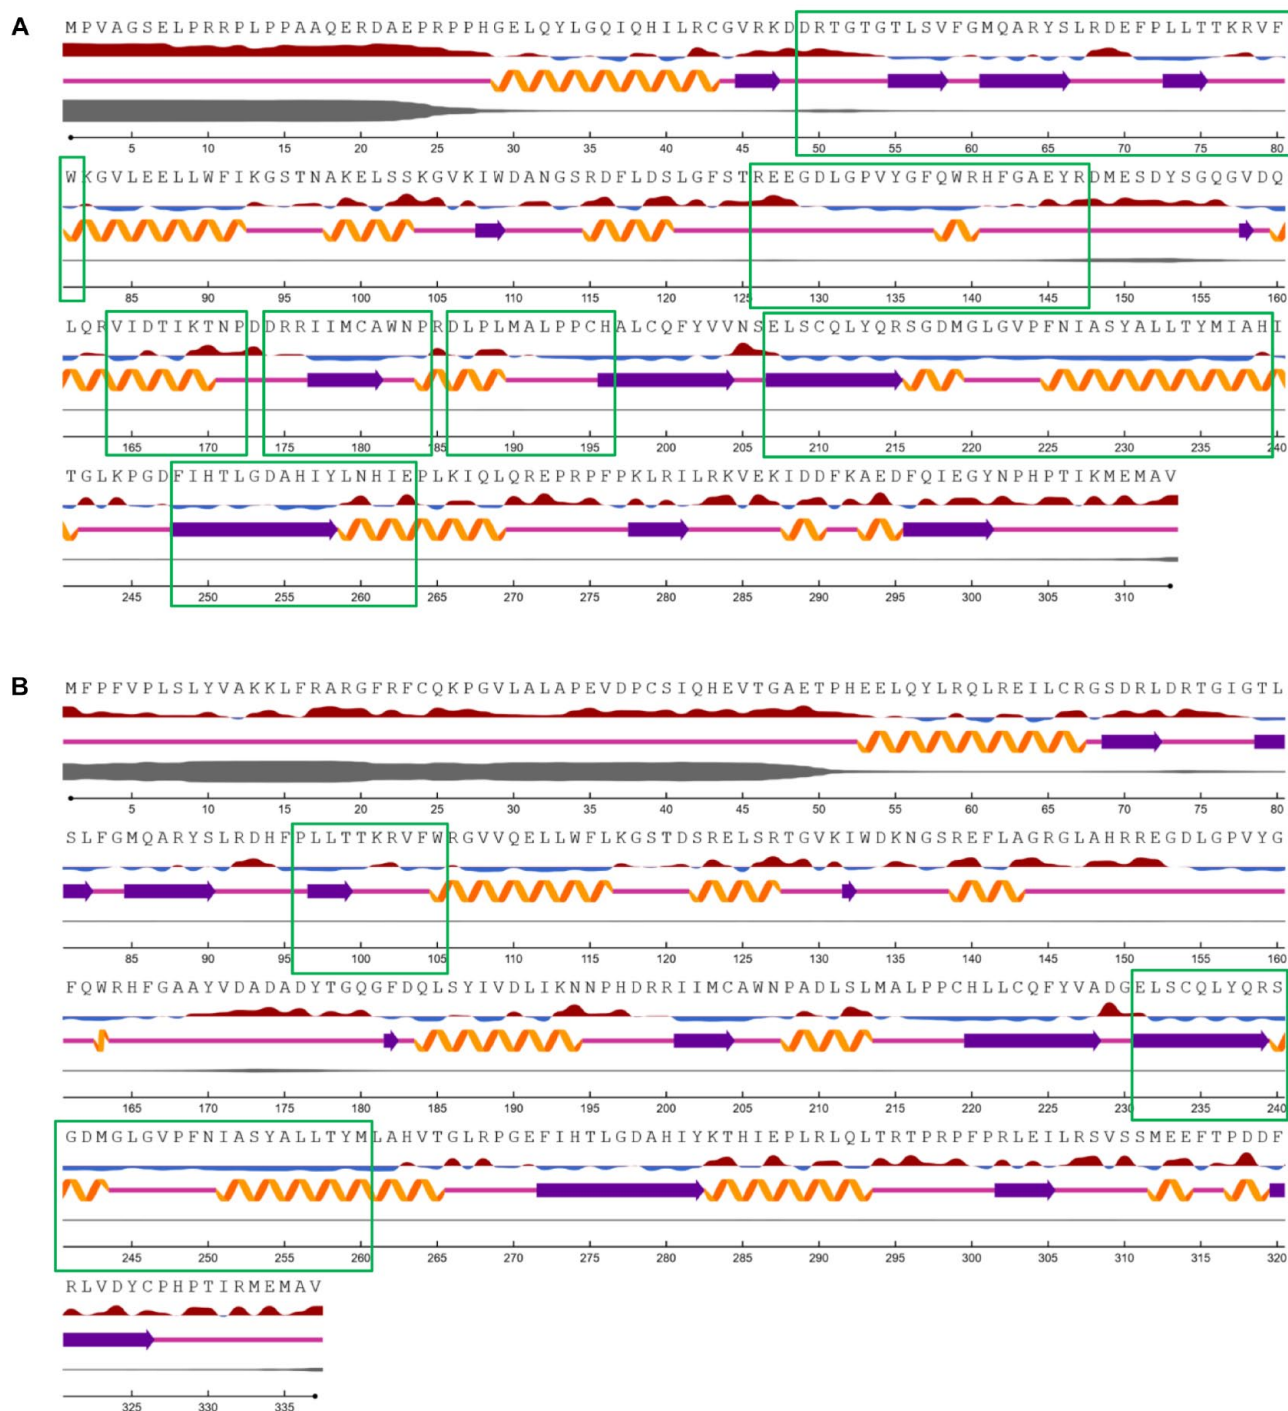 A
MPVAGSELPRRPLPPAAQERDAEPRPPHGELQYLGQIQHILRCGVRKDDRTGTGTLSVFGMQARYSLRDEFPLLTTKRVF
5 10 15 20 25 30 35 40 45 50 55 60 65 70 75 80
WKGVLEELLWFIKGSTNAKELSSKGVKIWDANGSRDFLDSLGFSTREEGDLGPVYGFQWRHFGAEYRDMESDYSGQGVDQ
85 90 95 100 105 110 115 120 125 130 135 140 145 150 155 160
LQRVIDTIKTNPDDRRIIMCAWNPRDLPLMALPPCHALCQFYVVNSELSCQLYQRSGDMGLGVPFNIASYALLTYMIAHI
165 170 175 180 185 190 195 200 205 210 215 220 225 230 235 240
TGLKPGDFIHTLGDAHIYLNHIEPLKIQLQREPRPFPKLRILRKVEKIDDFKAEDFQIEGYNPHPTIKMEMAV
245 250 255 260 265 270 275 280 285 290 295 300 305 310
B
MFPFVPLSLYVAKKLFRARGFRFCQKPGVLALAPEVDPCSIQHEVTGAETPHEELQYLRQLREILCRGSDRLDRTGIGTL
5 10 15 20 25 30 35 40 45 50 55 60 65 70 75 80
SLFGMQARYSLRDHFPLLTTKRVFWRGVVQELLWFLKGSTDSRELSRTGVKIWDKNGSREFLAGRGLAHRREGDLGPVYG
85 90 95 100 105 110 115 120 125 130 135 140 145 150 155 160
FQWRHFGAAYVDADADYTGQGFDQLSYIVDLIKNNPHDRRIIMCAWNPADLSLMALPPCHLLCQFYVADGELSCQLYQRS
165 170 175 180 185 190 195 200 205 210 215 220 225 230 235 240
GDMGLGVPFNIASYALLTYMLAHVTGLRPGEFIHTLGDAHIYKTHIEPLRLQLTRTPRPFPRLEILRSVSSMEEFTPDDF
245 250 255 260 265 270 275 280 285 290 295 300 305 310 315 320
RLVDYCPHPTIRMEMAV
325 330 335